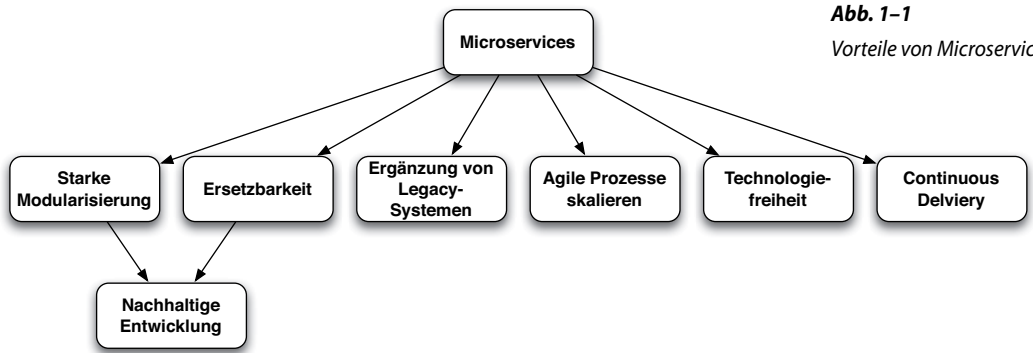 Abb. 1–1
Vorteile von Microservic
Microservices
Starke
Modularisierung
Ersetzbarkeit
Ergänzung von
Legacy-
Systemen
Agile Prozesse
skalieren
Technologie-
freiheit
Continuous
Delviery
Nachhaltige
Entwicklung